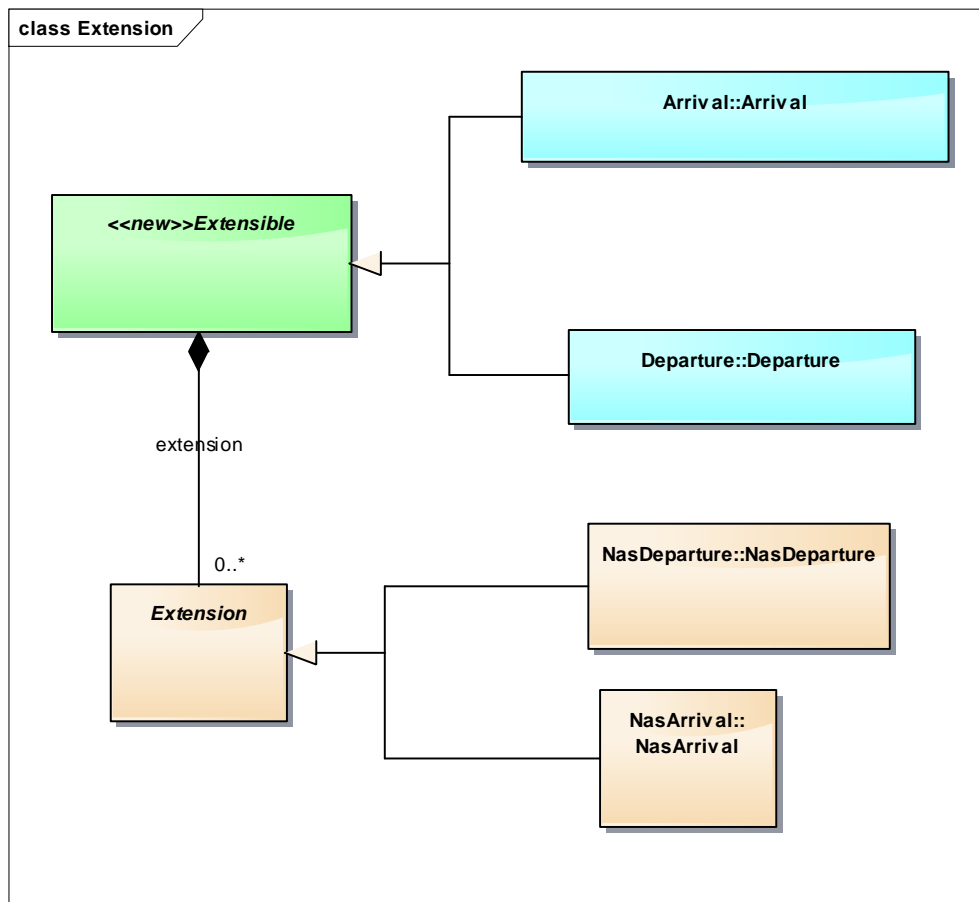 class Extension
Arrival::Arrival
<<new>>Extensible
Departure::Departure
extension
0..*
NasDeparture::NasDeparture
Extension
NasArrival::
NasArrival